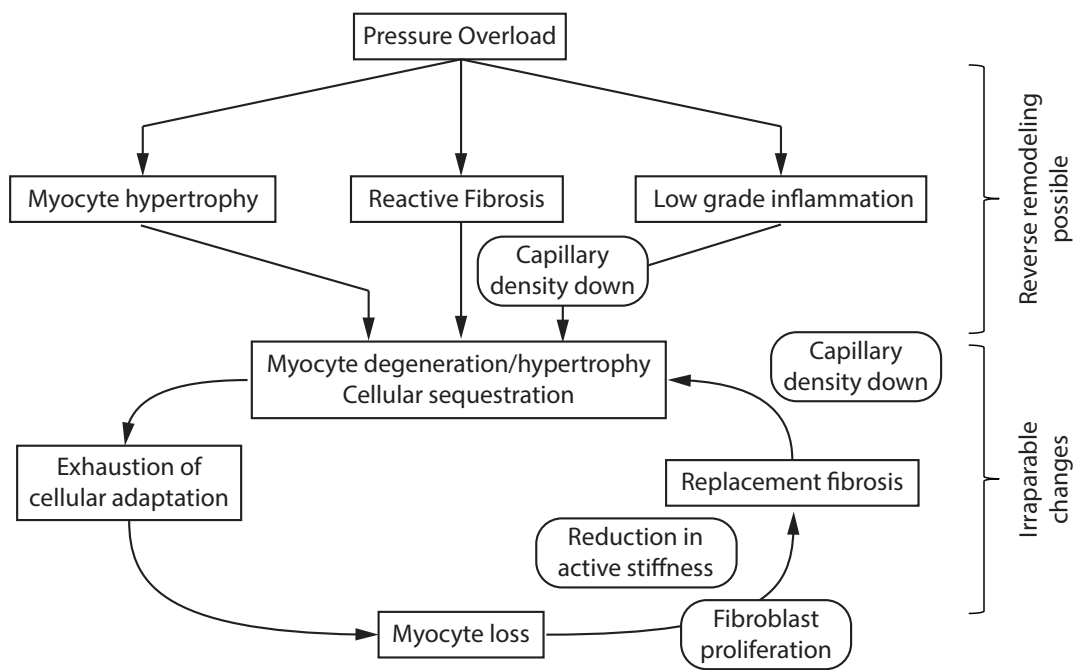 Pressure Overload
Myocyte hypertrophy
Reactive Fibrosis
Low grade inflammation
Capillary
density down
Reverse remodeling
possible
Myocyte degeneration/hypertrophy
Cellular sequestration
Capillary
density down
Exhaustion of
cellular adaptation
Replacement fibrosis
Irraparable
changes
Reduction in
active stiffness
Myocyte loss
Fibroblast
proliferation